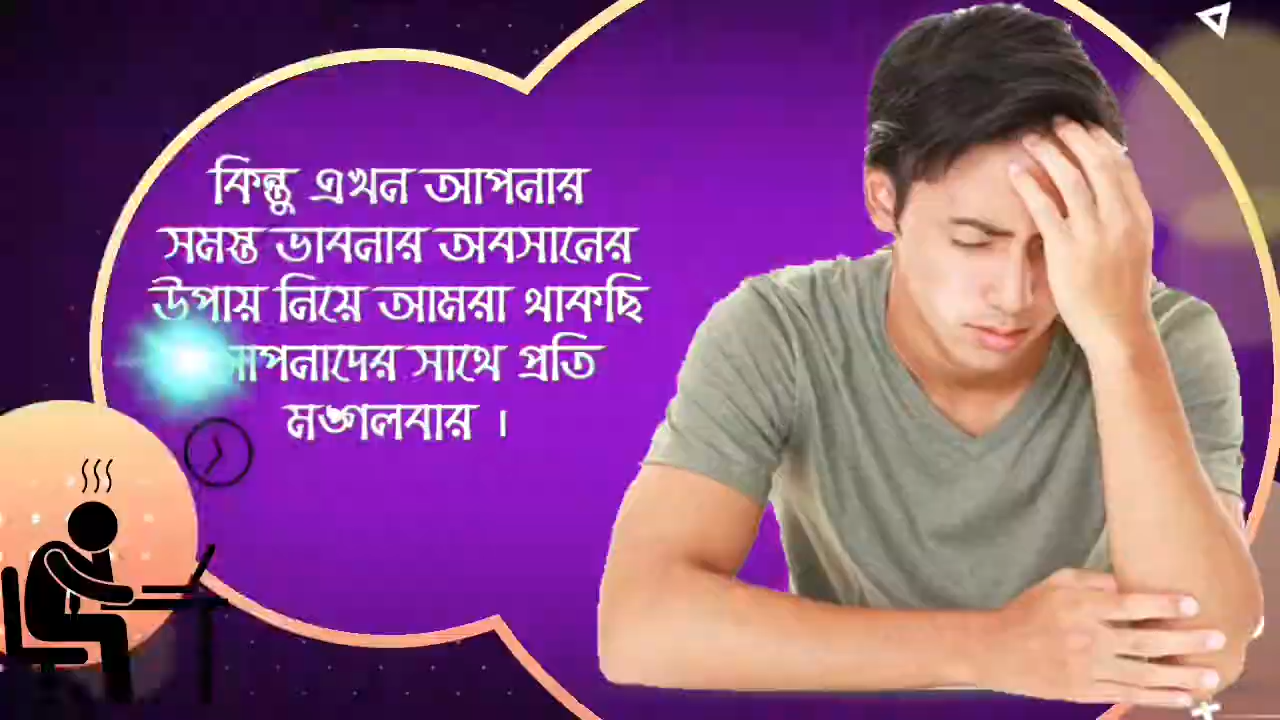 কিন্তু এখন আপনার
সমস্ত ভাবনার অবসানের
উপায় নিয়ে আমরা থাকছি
আপনাদের সাথে প্রতি
মঙ্গলবার ।